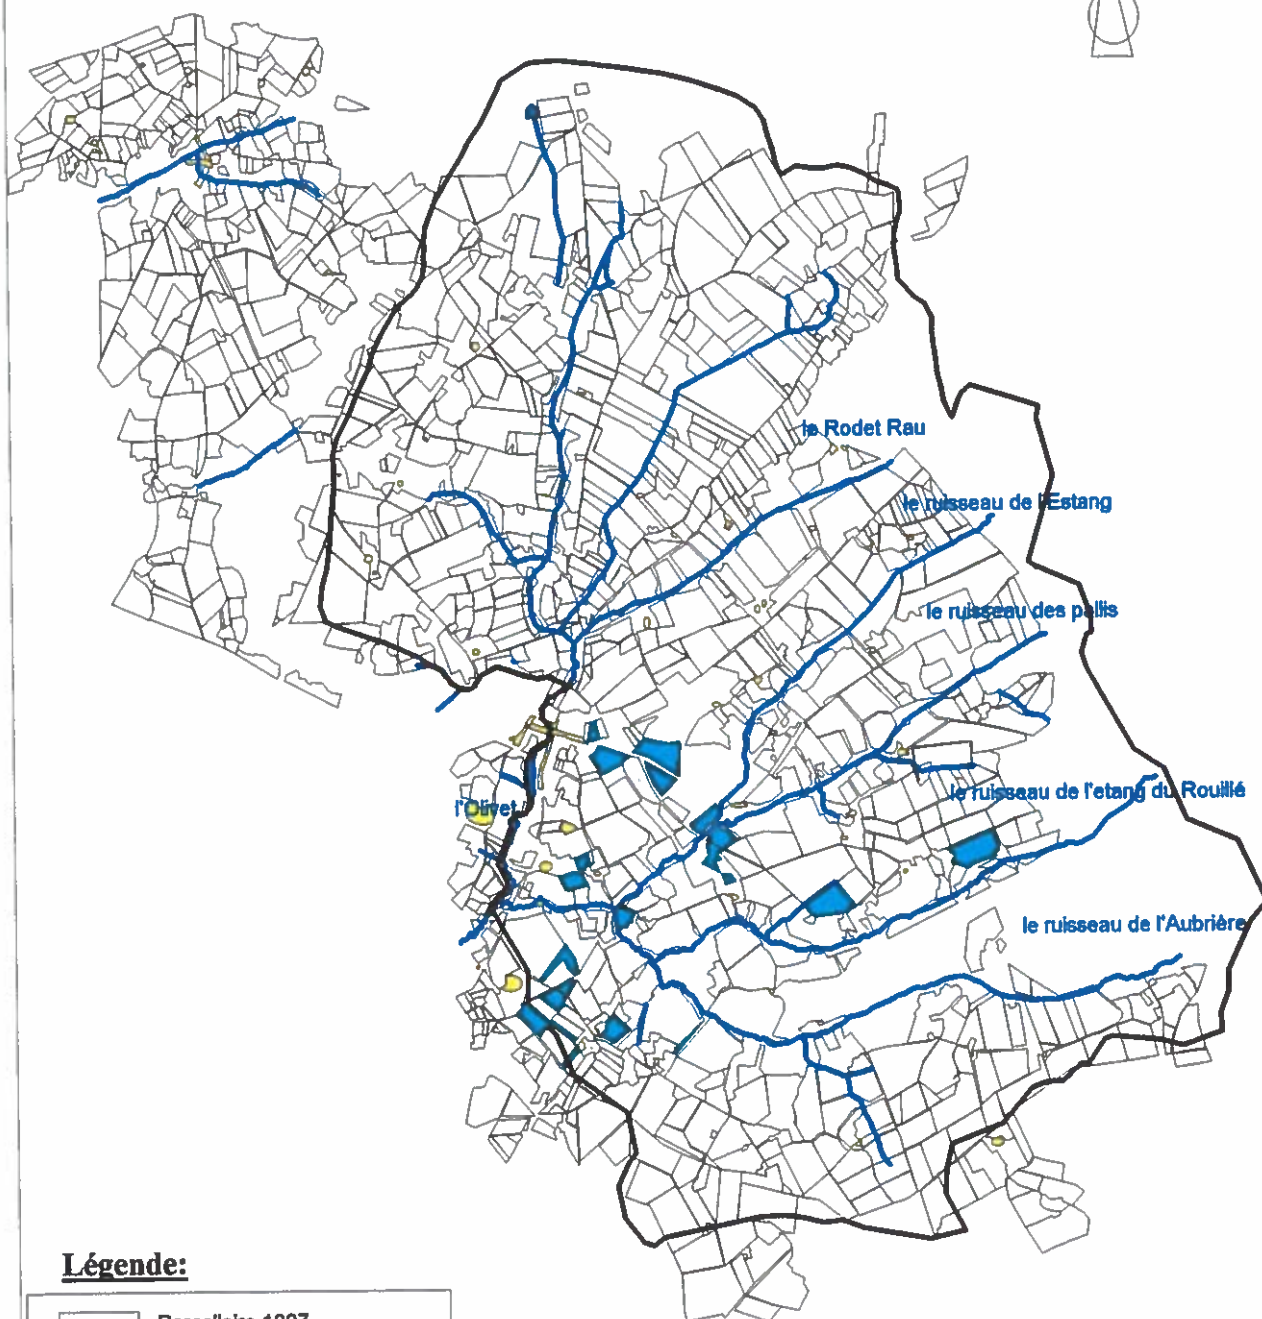 le Rodet Rau
le ruisseau de l'Estang
le ruisseau des pallis
le ruisseau de l'etang du Rouillé
l'Olivet
le ruisseau de l'Aubrière
Légende: